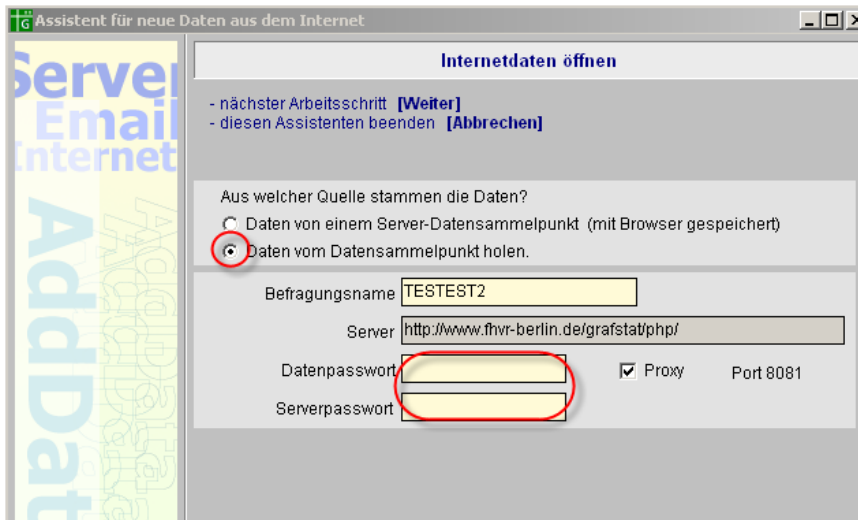 Assistent für neue Daten aus dem Internet
Server
Email
Internet
AddDat
Internetdaten öffnen
- nächster Arbeitsschritt [Weiter]
- diesen Assistenten beenden [Abbrechen]
Aus welcher Quelle stammen die Daten?
Daten von einem Server-Datensammelpunkt (mit Browser gespeichert)
Daten vom Datensammelpunkt holen.
Befragungsname TESTEST2
Server http://www.fhvr-berlin.de/grafstat/php/
Datenpasswort Proxy Port 8081
Serverpasswort